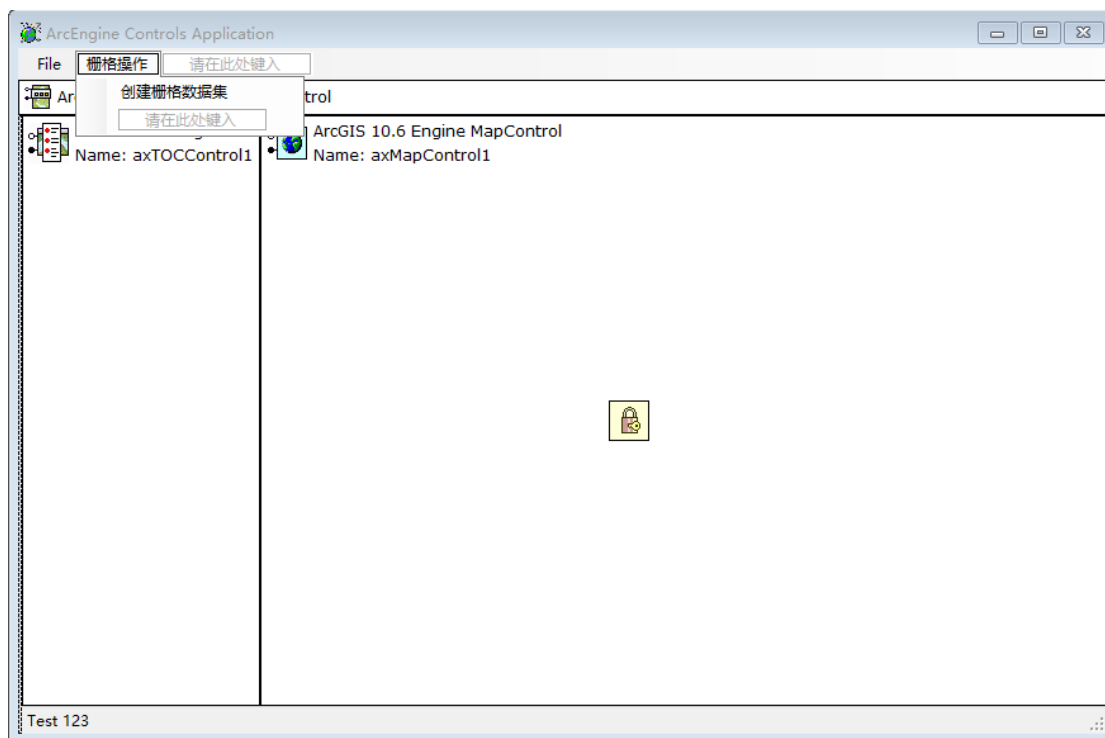 ArcEngine Controls Application
File 栅格操作 请在此处键入
创建栅格数据集
请在此处键入
ArcGIS 10.6 Engine MapControl
Name: axTOCControl1
Name: axMapControl1
Test 123